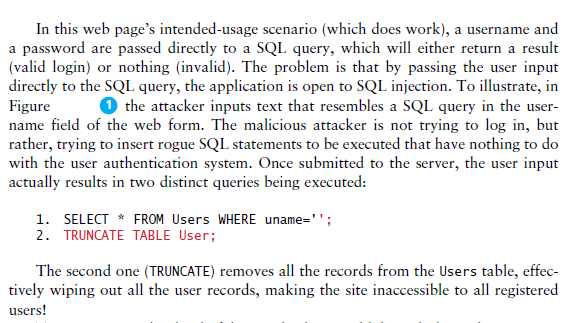 In this web page's intended-usage scenario (which does work), a username and
a password are passed directly to a SQL query, which will either return a result
(valid login) or nothing (invalid). The problem is that by passing the user input
directly to the SQL query, the application is open to SQL injection. To illustrate, in
Figure 1 the attacker inputs text that resembles a SQL query in the user-
name field of the web form. The malicious attacker is not trying to log in, but
rather, trying to insert rogue SQL statements to be executed that have nothing to do
with the user authentication system. Once submitted to the server, the user input
actually results in two distinct queries being executed:
1. SELECT * FROM Users WHERE uname='';
2. TRUNCATE TABLE User;
The second one (TRUNCATE) removes all the records from the Users table, effec-
tively wiping out all the user records, making the site inaccessible to all registered
users!